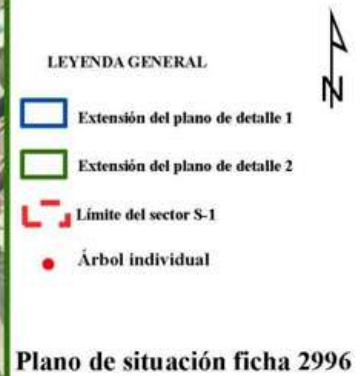 N
LEYENDA GENERAL
Extensión del plano de detalle 1
Extensión del plano de detalle 2
Límite del sector S-1
Árbol individual
Plano de situación ficha 2996